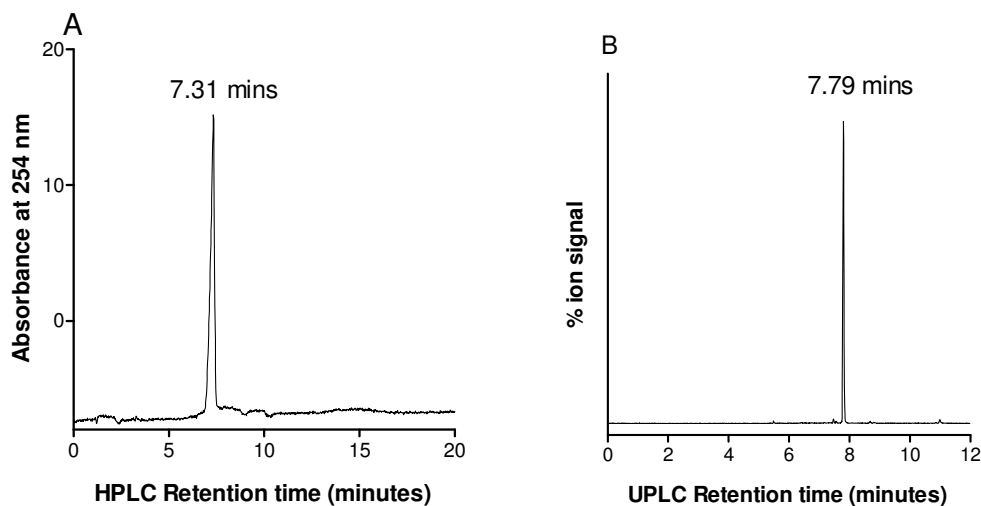 A
20
7.31 mins
10
0
Absorbance at 254 nm
0 5 10 15 20
HPLC Retention time (minutes)
B
7.79 mins
% ion signal
0 2 4 6 8 10 12
UPLC Retention time (minutes)